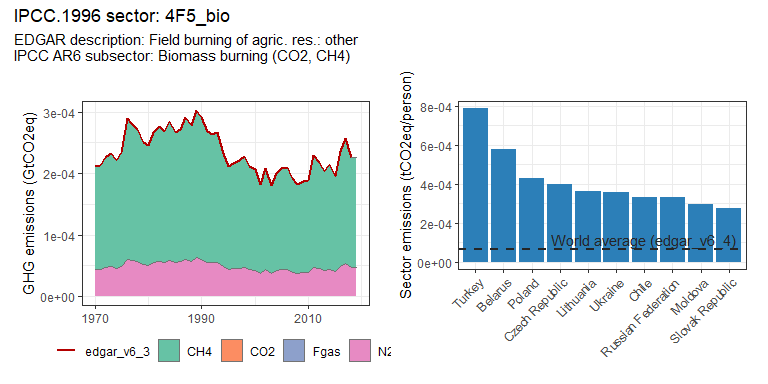 IPCC.1996 sector: 4F5_bio
EDGAR description: Field burning of agric. res.: other
IPCC AR6 subsector: Biomass burning (CO2, CH4)
GHG emissions (GtCO2eq)
3e-04
2e-04
1e-04
0e+00
1970
1990
2010
edgar_v6_3
CH4
CO2
Fgas
N2
Sector emissions (tCO2eq/person)
8e-04
6e-04
4e-04
2e-04
0e+00
World average (edgar_v6_4)
Turkey
Belarus
Poland
Czech Republic
Lithuania
Ukraine
Chile
Russian Federation
Moldova
Slovak Republic